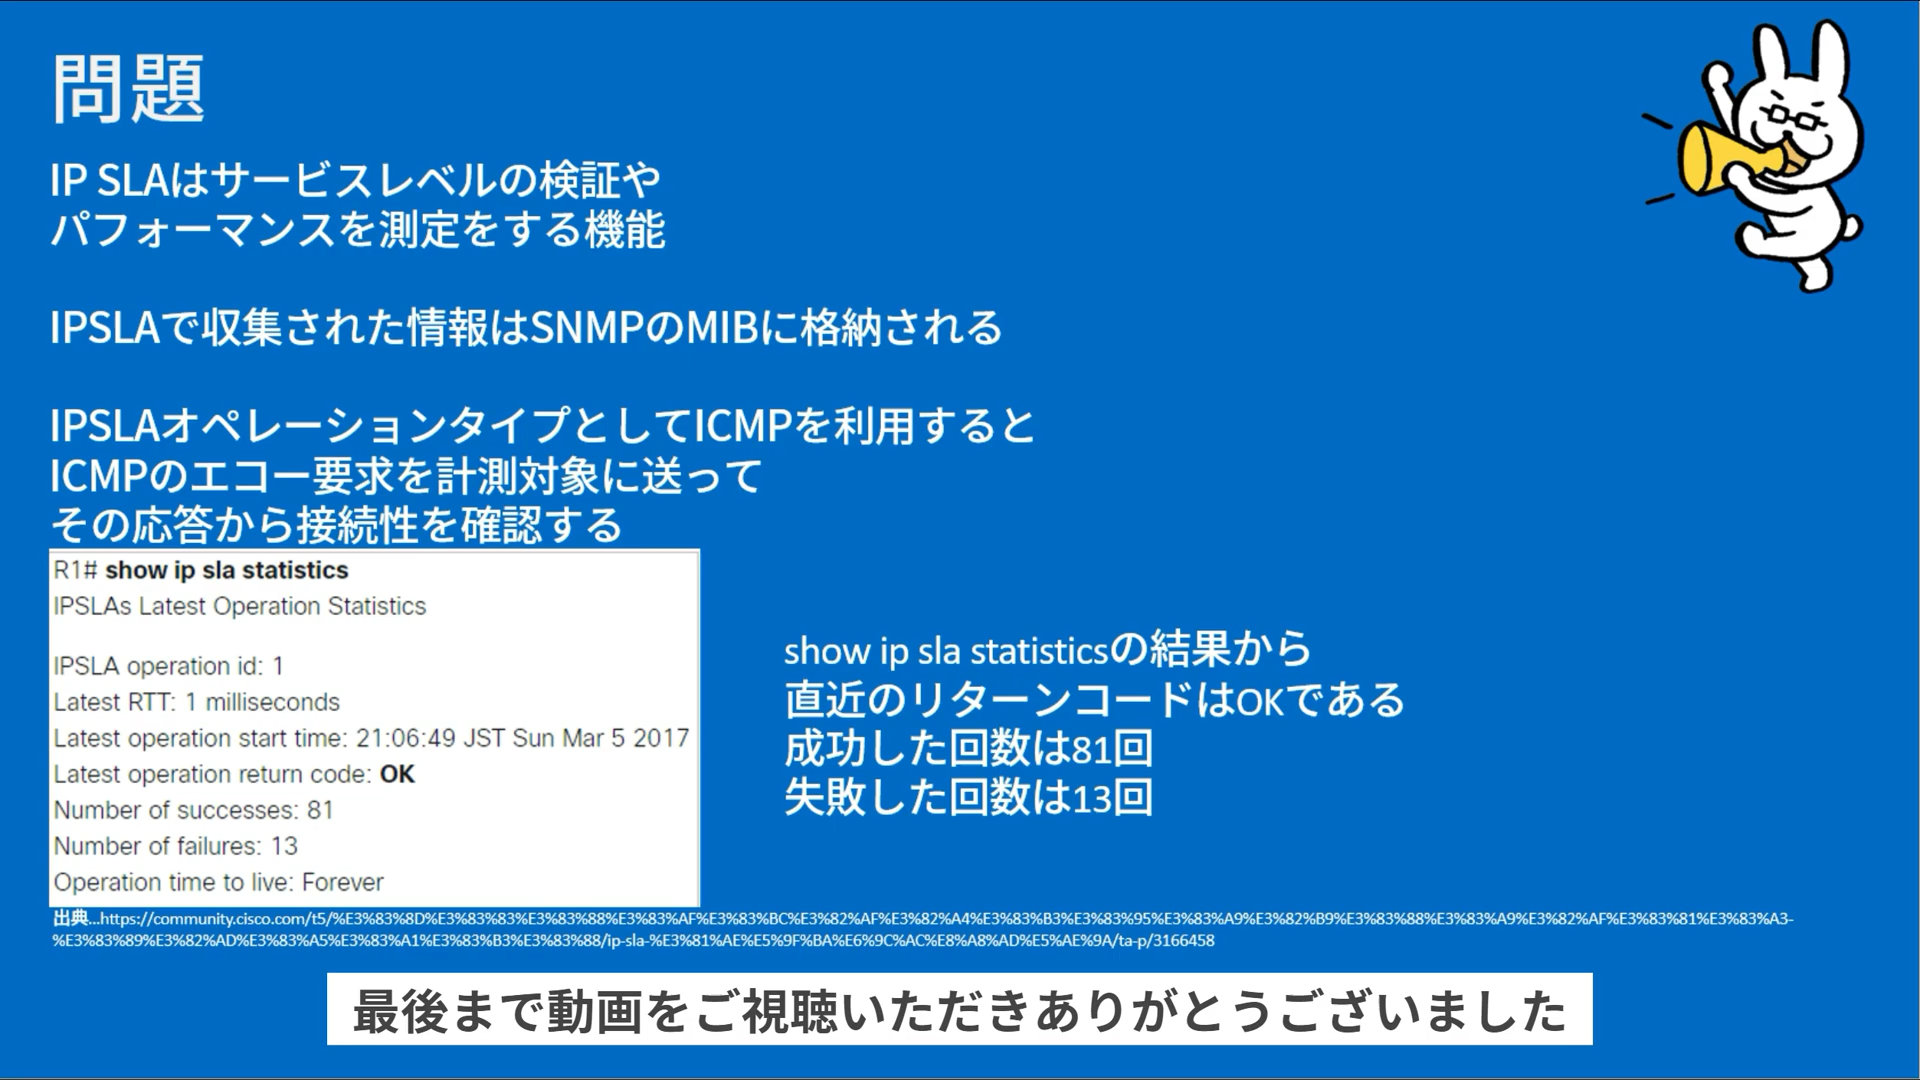 問題
IP SLAはサービスレベルの検証や
パフォーマンスを測定をする機能
IPSLAで収集された情報はSNMPのMIBに格納される
IPSLAオペレーションタイプとしてICMPを利用すると
ICMPのエコー要求を計測対象に送って
その応答から接続性を確認する
R1# show ip sla statistics
IPSLAs Latest Operation Statistics
IPSLA operation id: 1
Latest RTT: 1 milliseconds
Latest operation start time: 21:06:49 JST Sun Mar 5 2017
Latest operation return code: OK
Number of successes: 81
Number of failures: 13
Operation time to live: Forever
show ip sla statisticsの結果から
直近のリターンコードはOKである
成功した回数は81回
失敗した回数は13回
出典...https://community.cisco.com/t5/%E3%83%8D%E3%83%83%E3%83%88%E3%83%AF%E3%83%BC%E3%82%AF%E3%82%A4%E3%83%B3%E3%83%95%E3%83%A9%E3%82%B9%E3%83%88%E3%83%A9%E3%82%AF%E3%83%81%E3%83%A3-
%E3%83%89%E3%82%AD%E3%83%A5%E3%83%A1%E3%83%B3%E3%83%88/ip-sla-%E3%81%AE%E5%9F%BA%E6%9C%AC%E8%A8%AD%E5%AE%9A/ta-p/3166458
最後まで動画をご視聴いただきありがとうございました